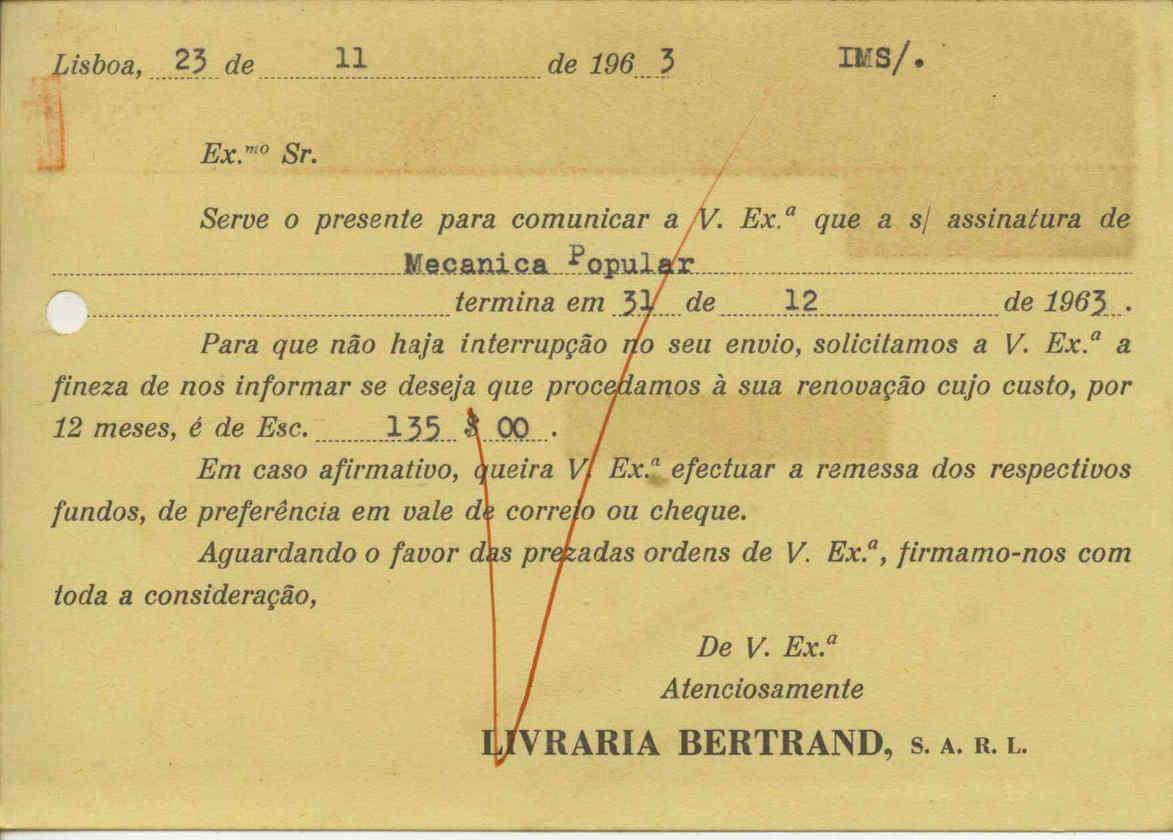 Lisboa, 23 de 11 de 1963 IMS/.
Ex.ᵐᵒ Sr.
Serve o presente para comunicar a V. Ex.ª que a s/ assinatura de
Mecanica Popular
termina em 31 de 12 de 1963.
Para que não haja interrupção no seu envio, solicitamos a V. Ex.ª a
fineza de nos informar se deseja que procedamos à sua renovação cujo custo, por
12 meses, é de Esc. 135 $ 00.
Em caso afirmativo, queira V. Ex.ª efectuar a remessa dos respectivos
fundos, de preferência em vale de correio ou cheque.
Aguardando o favor das prezadas ordens de V. Ex.ª, firmamo-nos com
toda a consideração,
De V. Ex.ª
Atenciosamente
LIVRARIA BERTRAND, S. A. R. L.